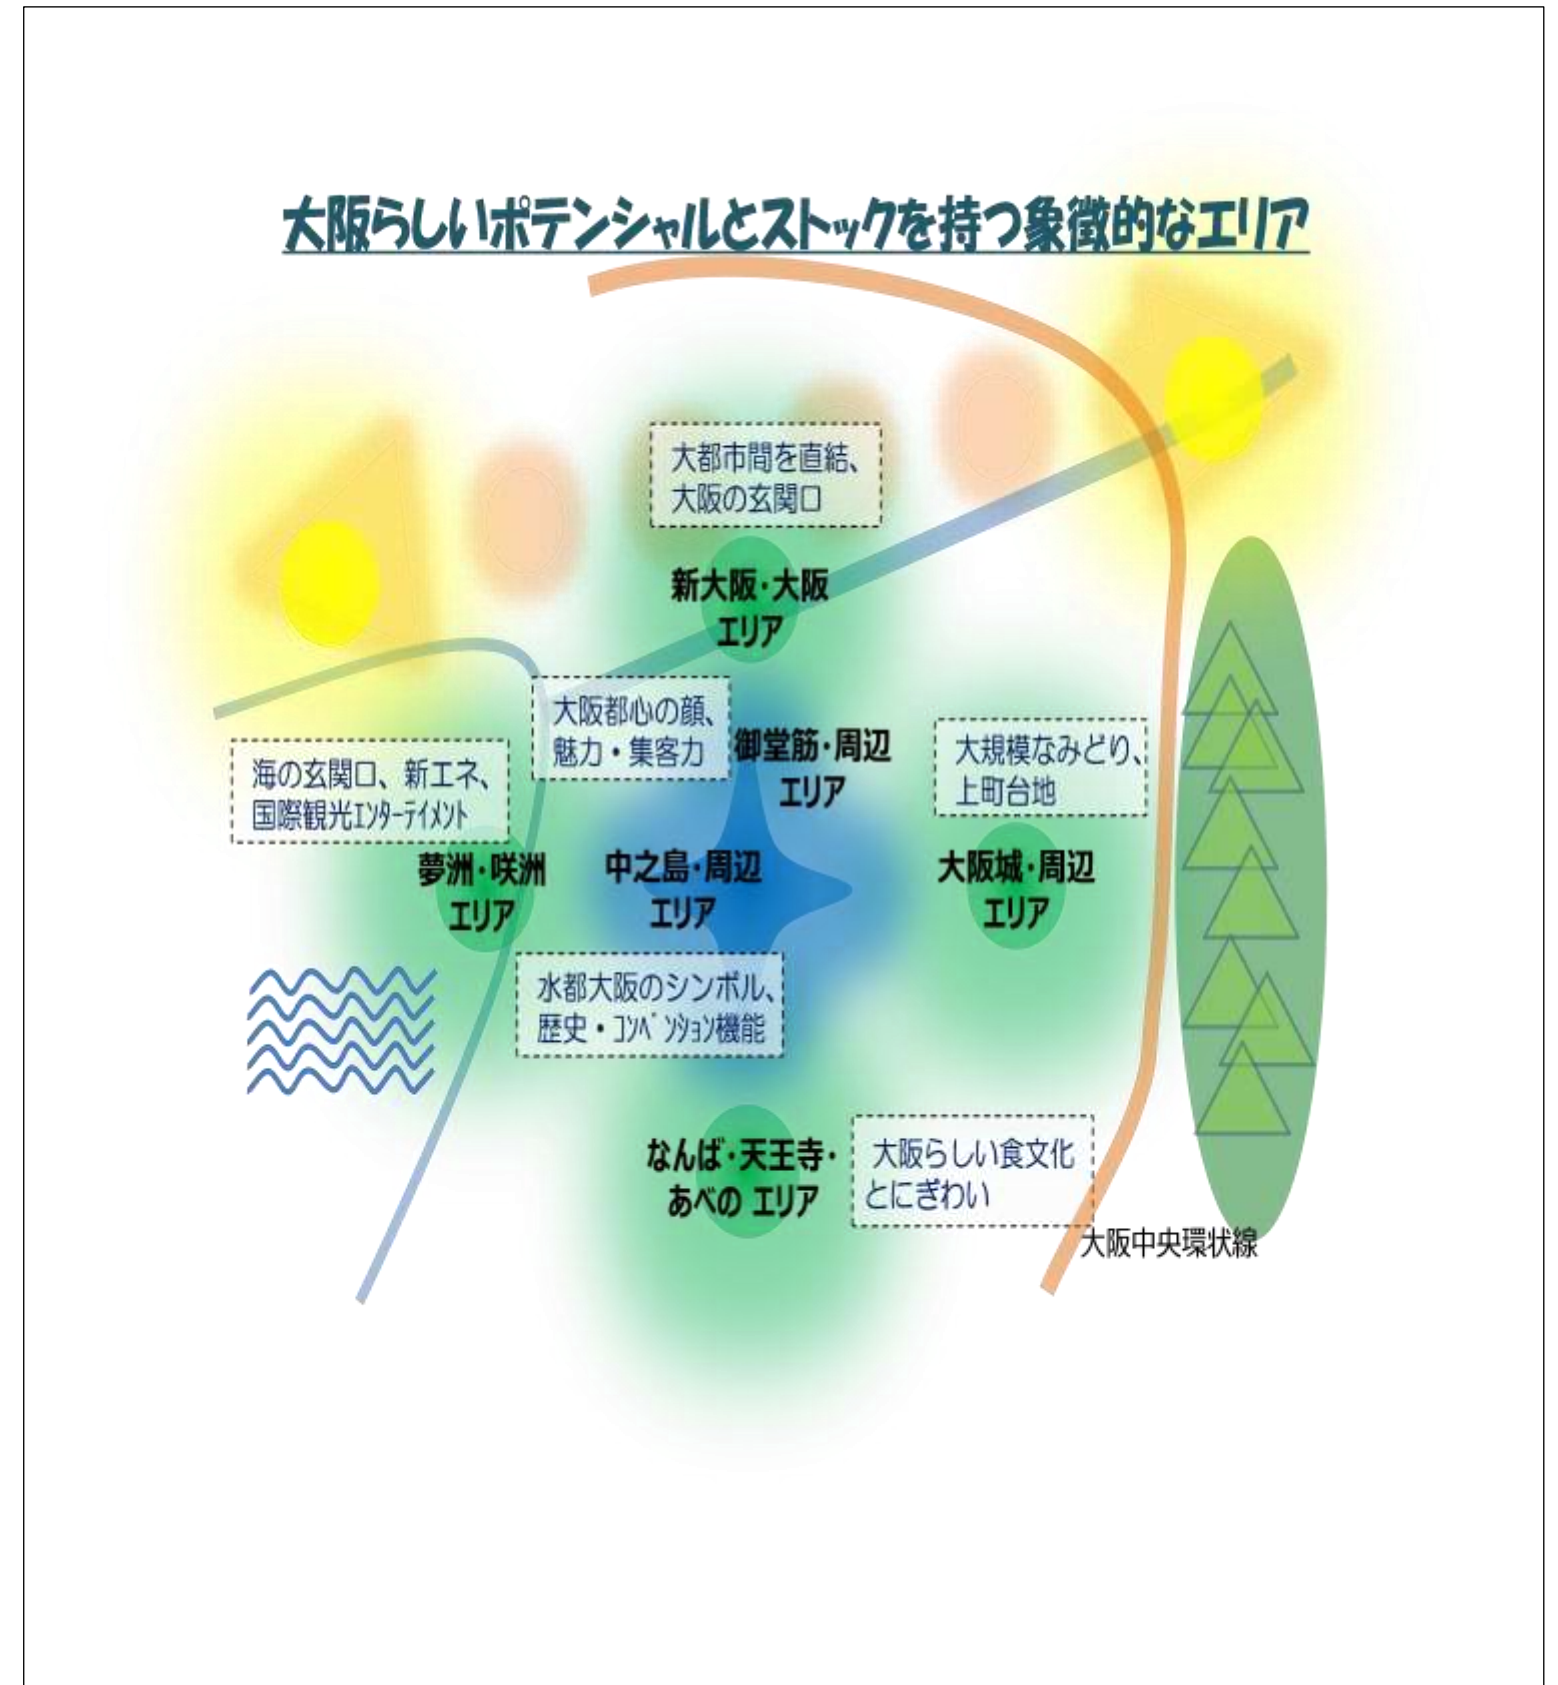 大阪らしいポテンシャルとストックを持つ象徴的なエリア
大都市間を直結、
大阪の玄関口
新大阪・大阪
エリア
大阪都心の顔、
魅力・集客力
御堂筋・周辺
エリア
大規模なみどり、
上町台地
海の玄関口、新エネ、
国際観光ｴﾝﾀｰﾃｲﾒﾝﾄ
夢洲・咲洲
エリア
中之島・周辺
エリア
大阪城・周辺
エリア
水都大阪のシンボル、
歴史・ｺﾝﾍﾞﾝｼｮﾝ機能
なんば・天王寺・
あべの エリア
大阪らしい食文化
とにぎわい
大阪中央環状線